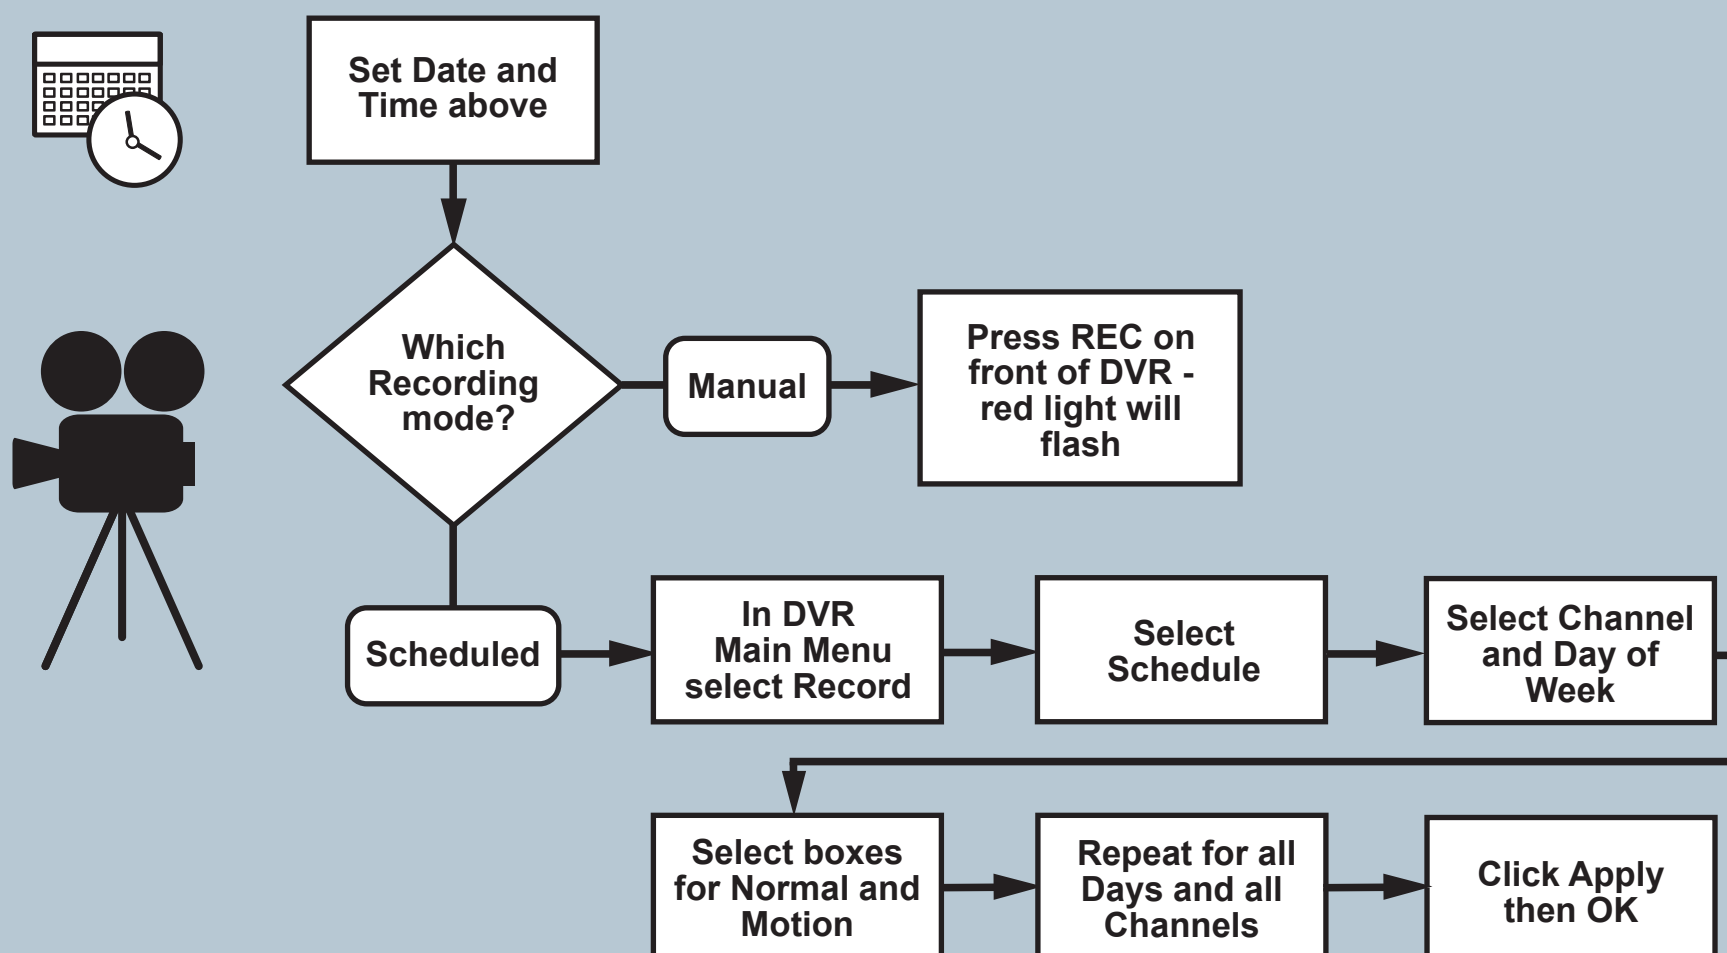 Set Date and
Time above
Which
Recording
mode?
Manual
Press REC on
front of DVR -
red light will
flash
Scheduled
In DVR
Main Menu
select Record
Select
Schedule
Select Channel
and Day of
Week
Select boxes
for Normal and
Motion
Repeat for all
Days and all
Channels
Click Apply
then OK